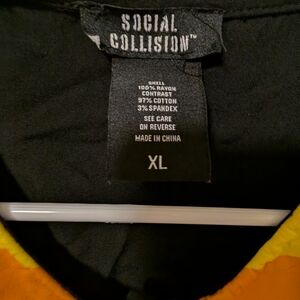 SOCIAL
COLLISION™
SHELL
100% RAYON
CONTRAST
97% COTTON
3% SPANDEX
SEE CARE
ON REVERSE
MADE IN CHINA
XL